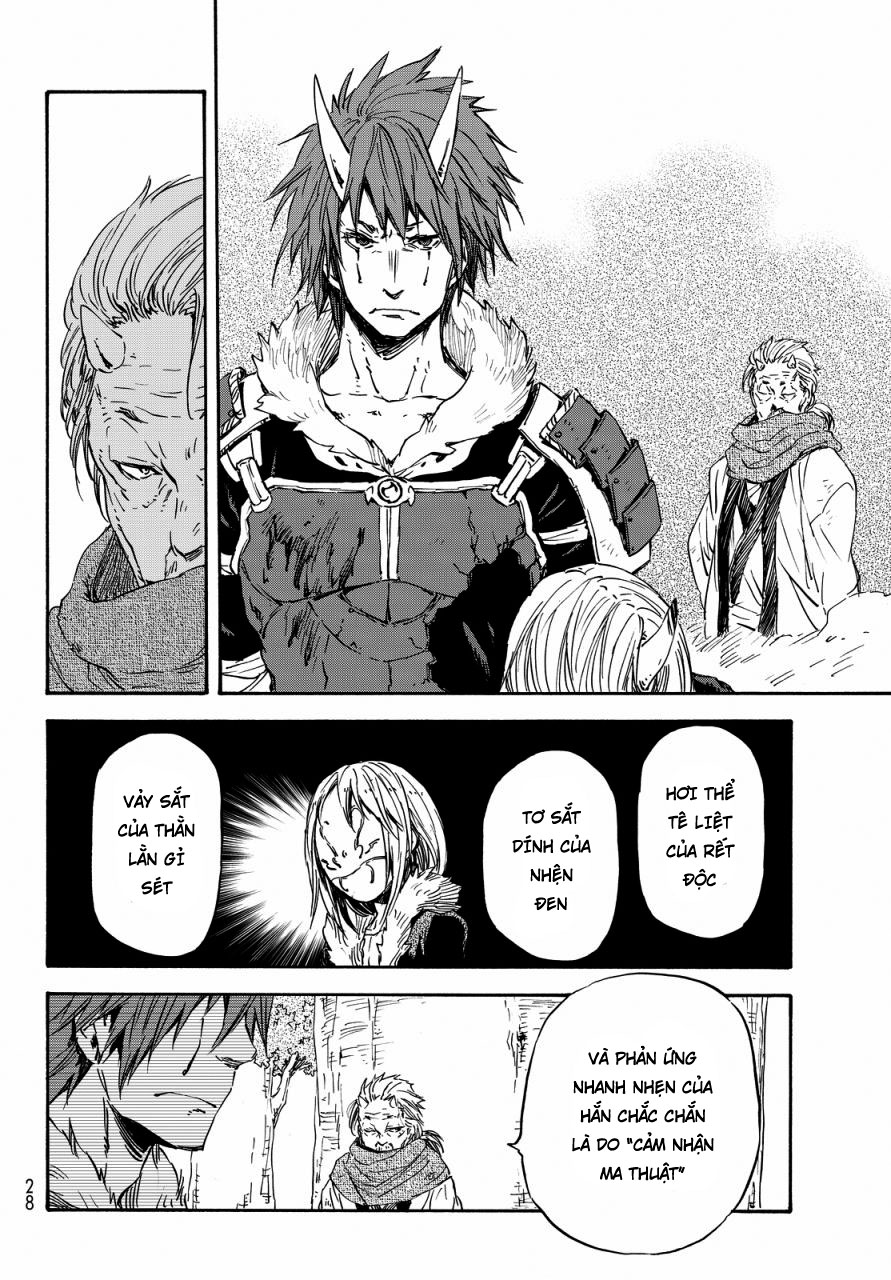 HƠI THỂ
TÊ LIỆT
CỦA RẾT
ĐỘC
TƠ SẮT
DÍNH CỦA
NHỆN
ĐEN
VẢY SẮT
CỦA THẰN
LẰN GỈ
SÉT
VÀ PHẢN ỨNG
NHANH NHẸN CỦA
HẮN CHẮC CHẮN
LÀ DO "CẢM NHẬN
MA THUẬT"
28